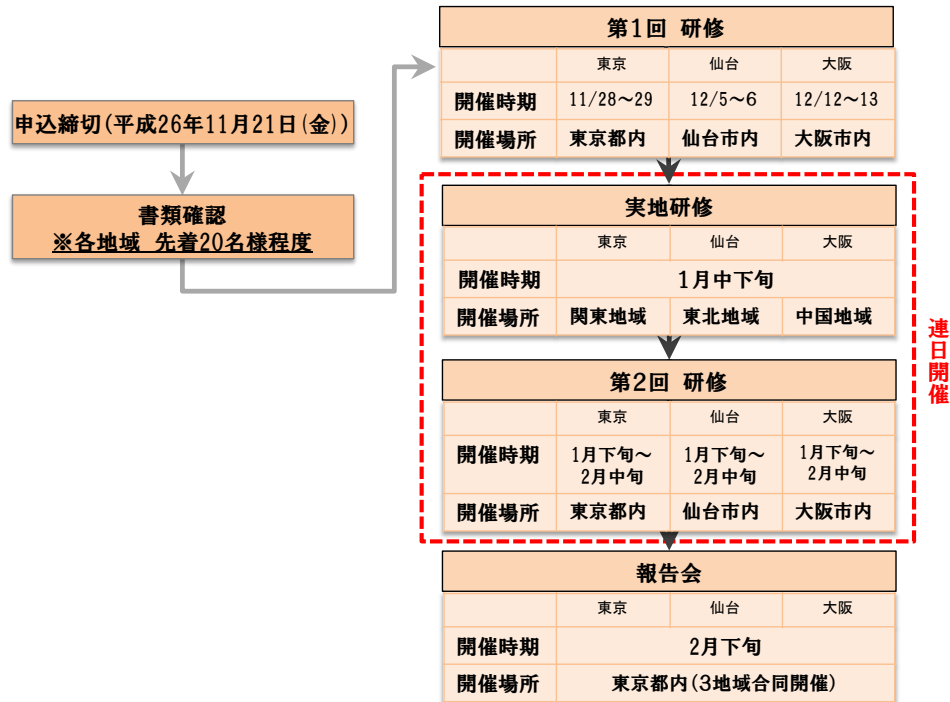 申込締切(平成26年11月21日(金))
書類確認
※各地域 先着20名様程度
第1回 研修
東京 仙台 大阪
開催時期 11/28～29 12/5～6 12/12～13
開催場所 東京都内 仙台市内 大阪市内
実地研修
東京 仙台 大阪
開催時期 1月中下旬
開催場所 関東地域 東北地域 中国地域
第2回 研修
東京 仙台 大阪
開催時期 1月下旬～ 1月下旬～ 1月下旬～
2月中旬 2月中旬 2月中旬
開催場所 東京都内 仙台市内 大阪市内
連日開催
報告会
東京 仙台 大阪
開催時期 2月下旬
開催場所 東京都内(3地域合同開催)